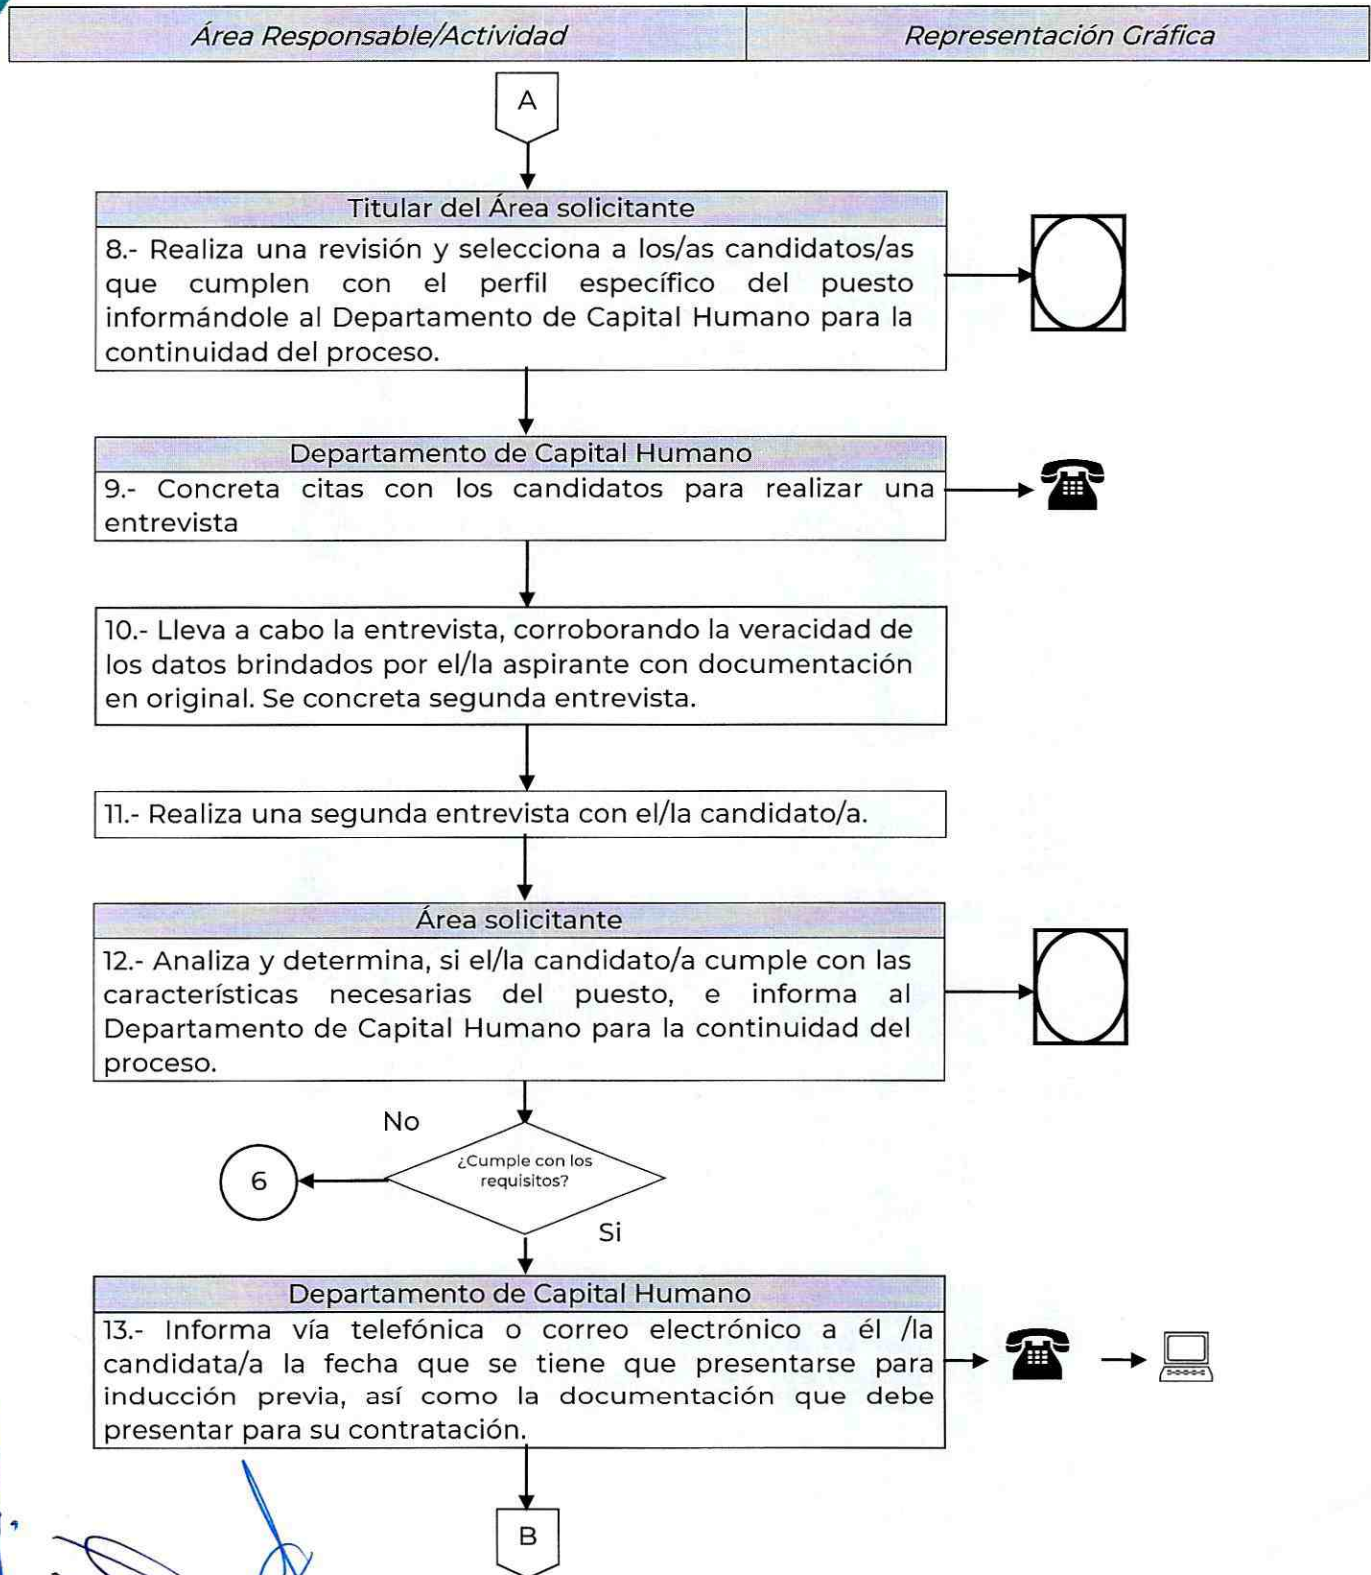 Área Responsable/Actividad
Representación Gráfica
A
Titular del Área solicitante
8.- Realiza una revisión y selecciona a los/as candidatos/as
que cumplen con el perfil específico del puesto
informándole al Departamento de Capital Humano para la
continuidad del proceso.
Departamento de Capital Humano
9.- Concreta citas con los candidatos para realizar una
entrevista
10.- Lleva a cabo la entrevista, corroborando la veracidad de
los datos brindados por el/la aspirante con documentación
en original. Se concreta segunda entrevista.
11.- Realiza una segunda entrevista con el/la candidato/a.
Área solicitante
12.- Analiza y determina, si el/la candidato/a cumple con las
características necesarias del puesto, e informa al
Departamento de Capital Humano para la continuidad del
proceso.
No
¿Cumple con los
requisitos?
6
Si
Departamento de Capital Humano
13.- Informa vía telefónica o correo electrónico a él /la
candidata/a la fecha que se tiene que presentarse para
inducción previa, así como la documentación que debe
presentar para su contratación.
B